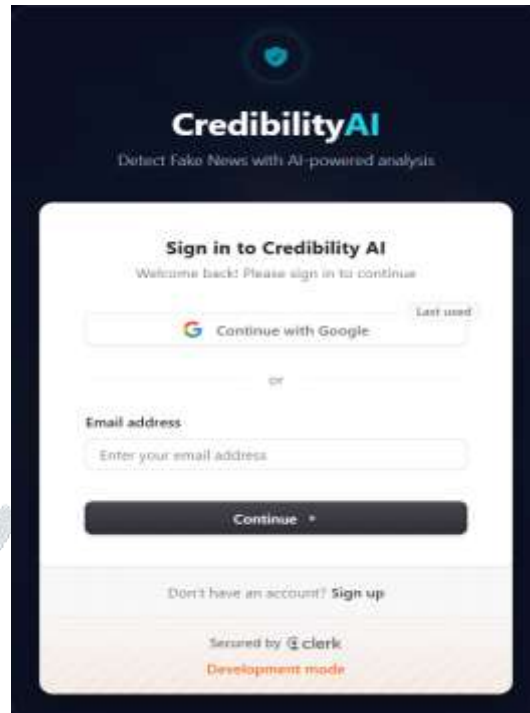 CredibilityAI
Detect Fake News with AI-powered analysis
Sign in to Credibility AI
Welcome back! Please sign in to continue
Last used
Continue with Google
or
Email address
Enter your email address
Continue
Don't have an account? Sign up
Secured by clerk
Development mode